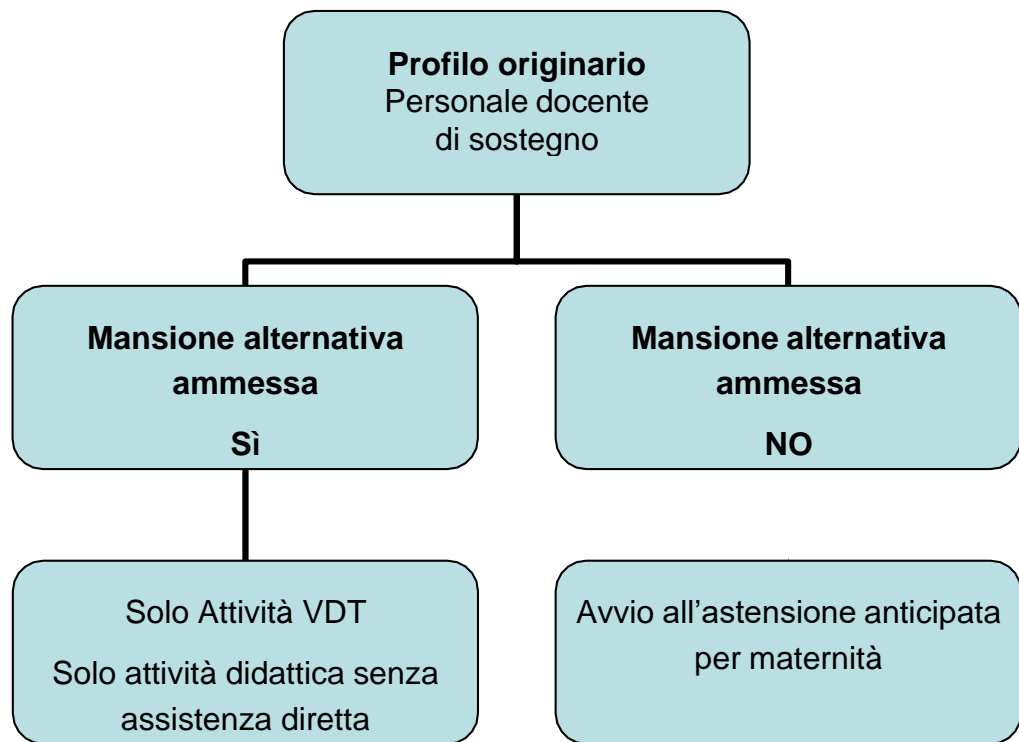 Profilo originario
Personale docente
di sostegno
Mansione alternativa
ammessa
Sì
Mansione alternativa
ammessa
NO
Solo Attività VDT
Solo attività didattica senza
assistenza diretta
Avvio all’astensione anticipata
per maternità